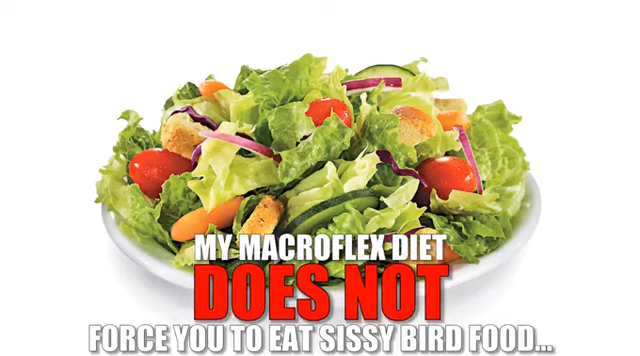 MY MACROFLEX DIET
DOES NOT
FORCE YOU TO EAT SISSY BIRD FOOD...